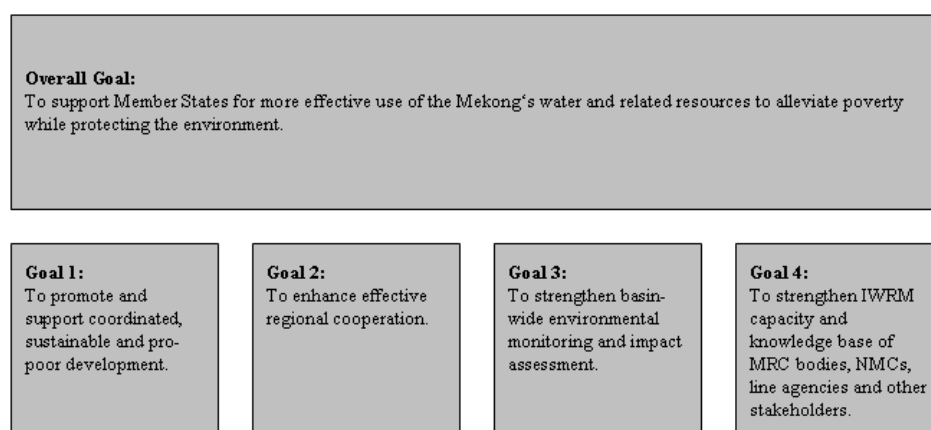 Overall Goal:
To support Member States for more effective use of the Mekong‘s water and related resources to alleviate poverty
while protecting the environment.
Goal 1:
To promote and
support coordinated,
sustainable and pro-
poor development.
Goal 2:
To enhance effective
regional cooperation.
Goal 3:
To strengthen basin-
wide environmental
monitoring and impact
assessment.
Goal 4:
To strengthen IWRM
capacity and
knowledge base of
MRC bodies, NMCs,
line agencies and other
stakeholders.